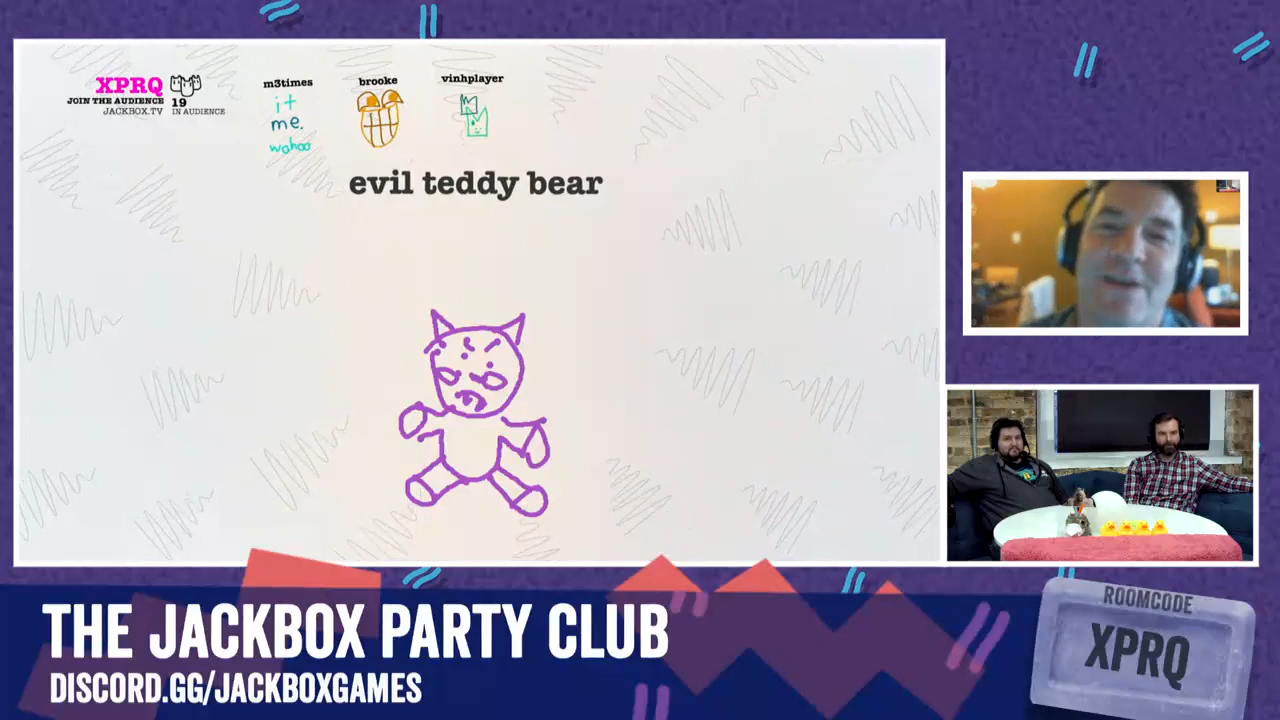 XPRQ
JOIN THE AUDIENCE
JACKBOX.TV
19
IN AUDIENCE
m3times
it
me.
wahoo
brooke
vinhplayer
evil teddy bear
THE JACKBOX PARTY CLUB
DISCORD.GG/JACKBOXGAMES
ROOMCODE
XPRQ